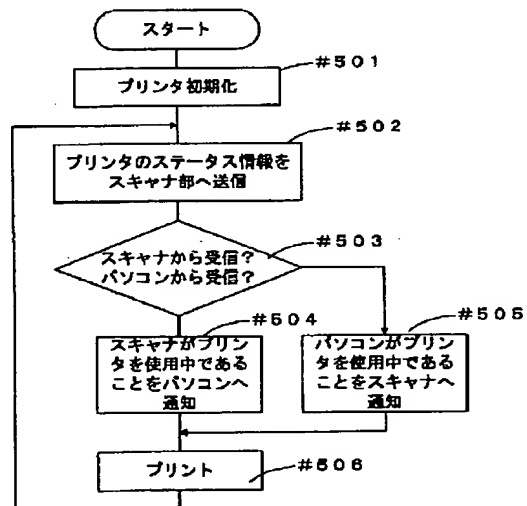 スタート
#501
プリンタ初期化
#502
プリンタのステータス情報を
スキャナ部へ送信
#503
スキャナから受信?
パソコンから受信?
#504
スキャナがプリン
タを使用中である
ことをパソコンへ
通知
#505
パソコンがプリン
タを使用中である
ことをスキャナへ
通知
プリント
#506